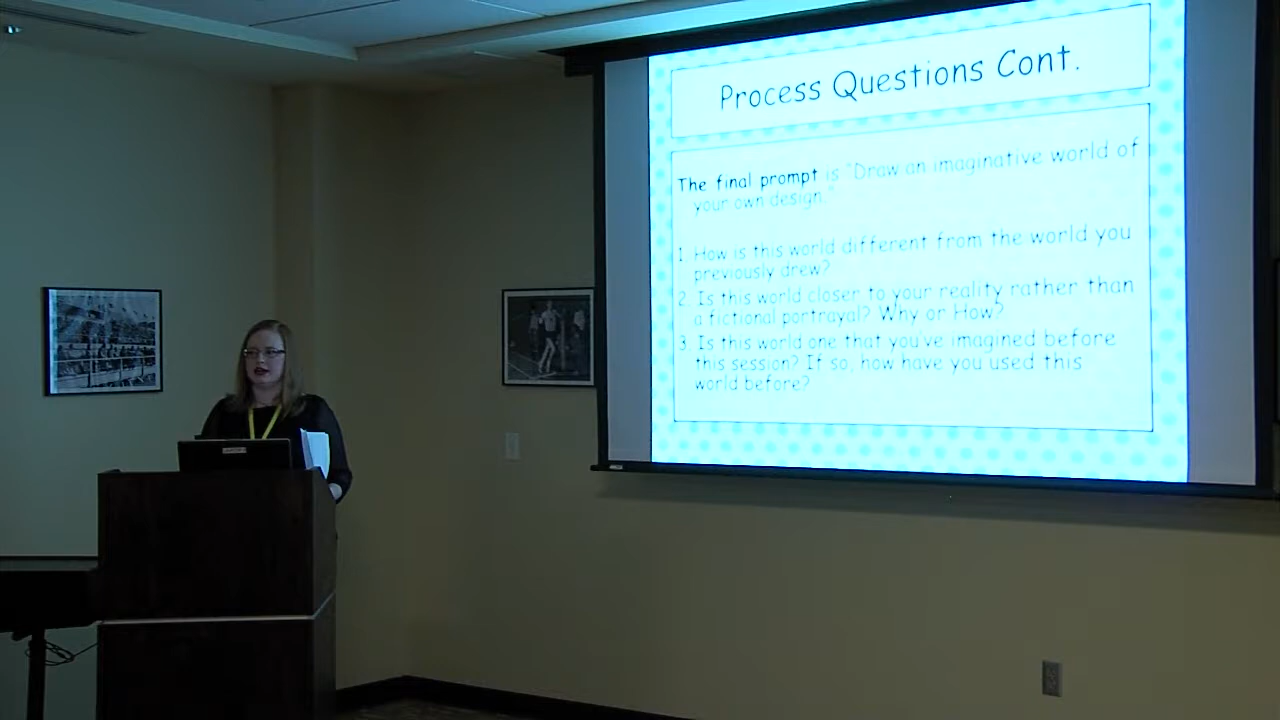 Process Questions Cont.
The final prompt is "Draw an imaginative world of
your own design."
1. How is this world different from the world you
previously drew?
2. Is this world closer to your reality rather than
a fictional portrayal? Why or How?
3. Is this world one that you've imagined before
this session? If so, how have you used this
world before?